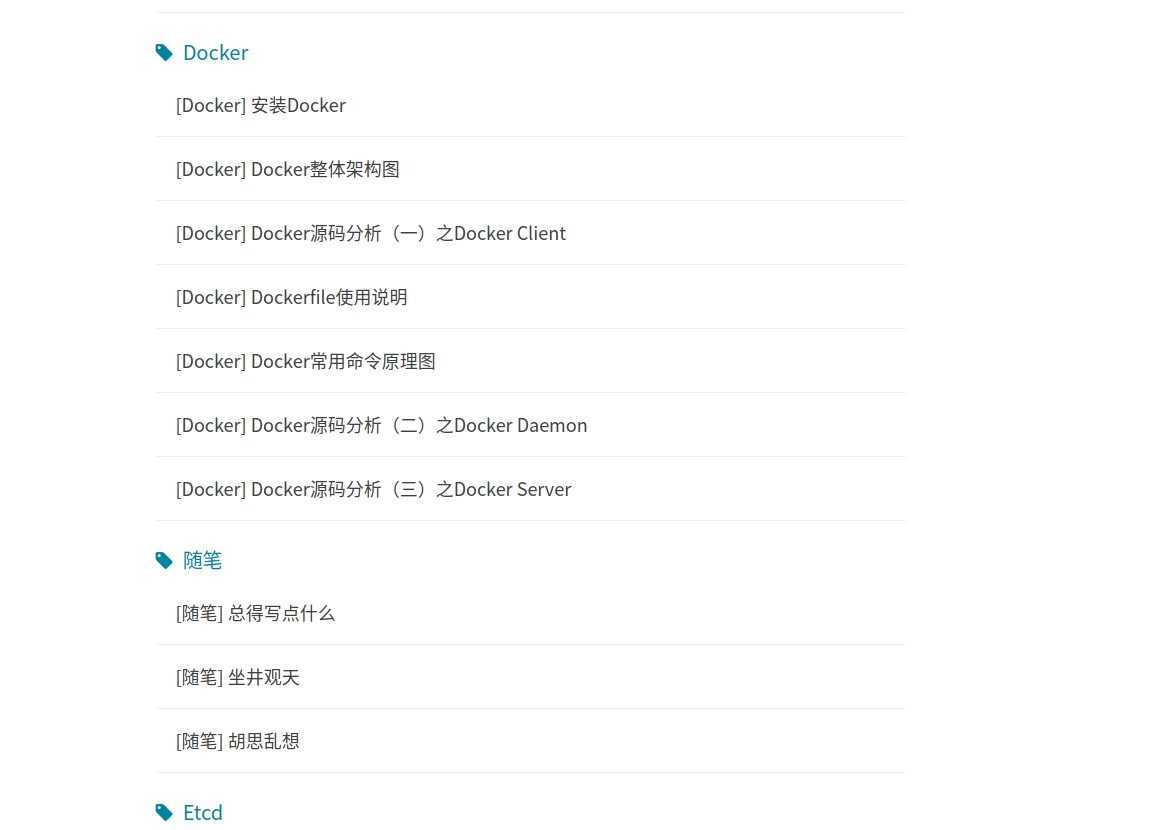 Docker
[Docker] 安装Docker
[Docker] Docker整体架构图
[Docker] Docker源码分析（一）之Docker Client
[Docker] Dockerfile使用说明
[Docker] Docker常用命令原理图
[Docker] Docker源码分析（二）之Docker Daemon
[Docker] Docker源码分析（三）之Docker Server
随笔
[随笔] 总得写点什么
[随笔] 坐井观天
[随笔] 胡思乱想
Etcd